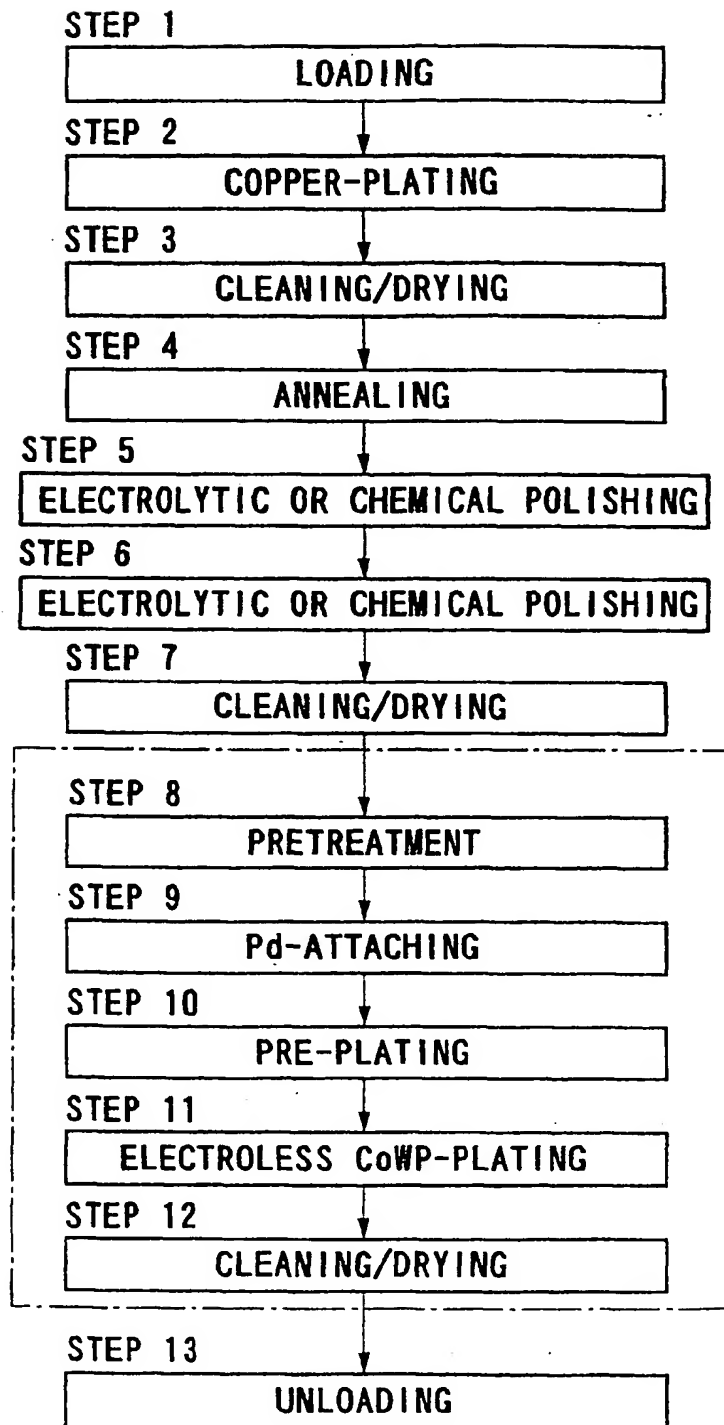 STEP 1
LOADING
STEP 2
COPPER-PLATING
STEP 3
CLEANING/DRYING
STEP 4
ANNEALING
STEP 5
ELECTROLYTIC OR CHEMICAL POLISHING
STEP 6
ELECTROLYTIC OR CHEMICAL POLISHING
STEP 7
CLEANING/DRYING
STEP 8
PRETREATMENT
STEP 9
Pd-ATTACHING
STEP 10
PRE-PLATING
STEP 11
ELECTROLESS CoWP-PLATING
STEP 12
CLEANING/DRYING
STEP 13
UNLOADING